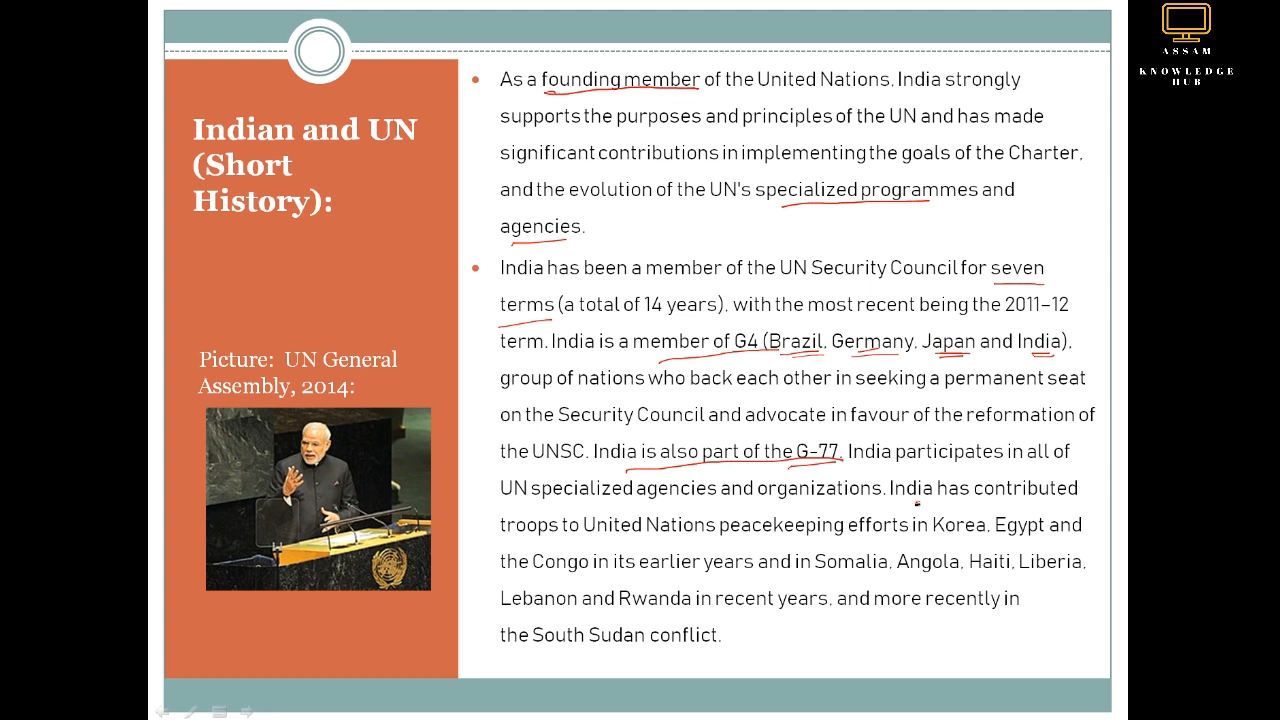 ASSAM
KNOWLEDGE
HUB
Indian and UN
(Short
History):
Picture: UN General
Assembly, 2014:
As a founding member of the United Nations, India strongly
supports the purposes and principles of the UN and has made
significant contributions in implementing the goals of the Charter,
and the evolution of the UN's specialized programmes and
agencies.
India has been a member of the UN Security Council for seven
terms (a total of 14 years), with the most recent being the 2011–12
term. India is a member of G4 (Brazil, Germany, Japan and India),
group of nations who back each other in seeking a permanent seat
on the Security Council and advocate in favour of the reformation of
the UNSC. India is also part of the G-77. India participates in all of
UN specialized agencies and organizations. India has contributed
troops to United Nations peacekeeping efforts in Korea, Egypt and
the Congo in its earlier years and in Somalia, Angola, Haiti, Liberia,
Lebanon and Rwanda in recent years, and more recently in
the South Sudan conflict.